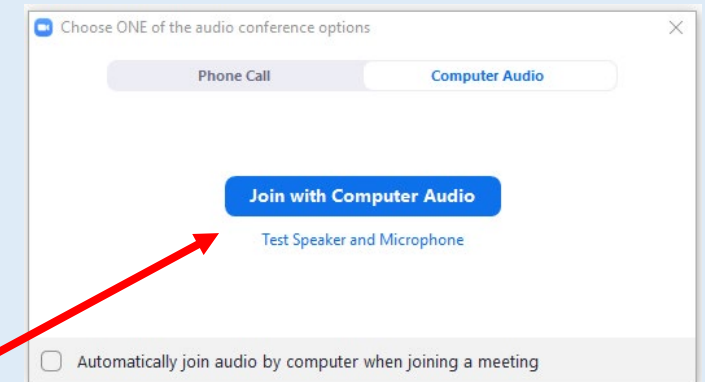 Choose ONE of the audio conference options
Phone Call
Computer Audio
Join with Computer Audio
Test Speaker and Microphone
Automatically join audio by computer when joining a meeting